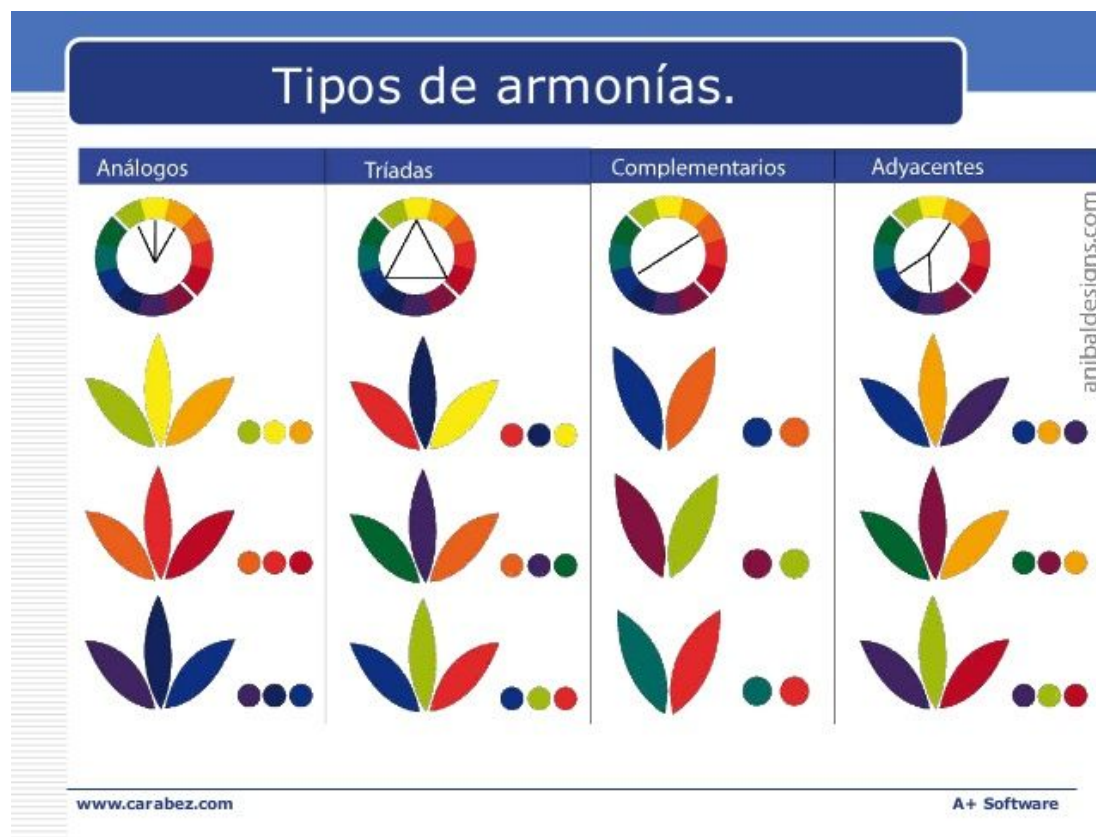 Tipos de armonías.
Análogos
Tríadas
Complementarios
Adyacentes
anibaldesigns.com
www.carabez.com
A+ Software